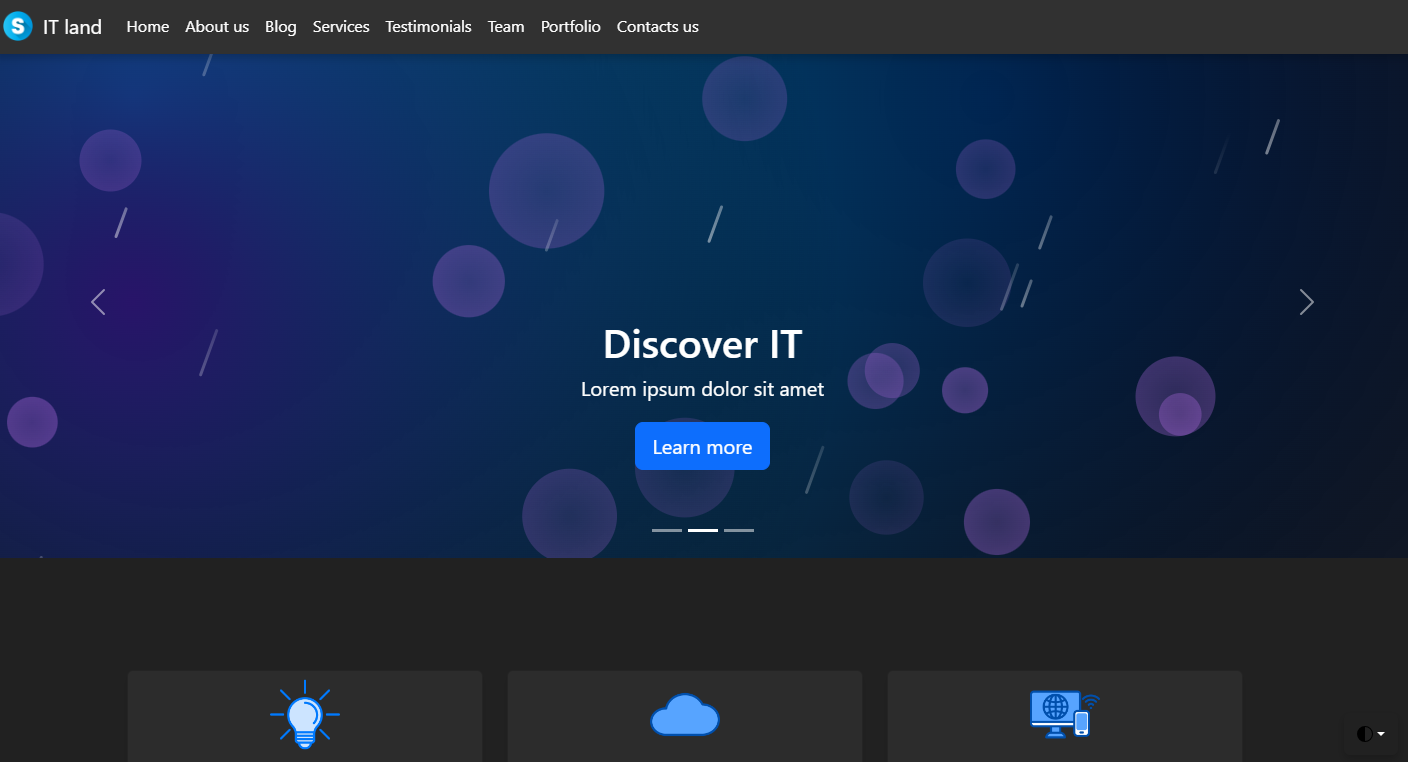 S IT land Home About us Blog Services Testimonials Team Portfolio Contacts us
Discover IT
Lorem ipsum dolor sit amet
Learn more